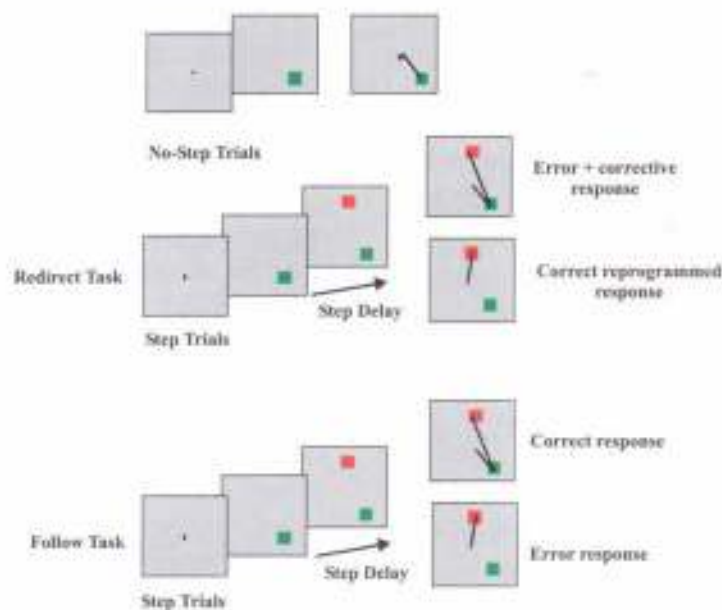 No-Step Trials
Error + corrective
response
Redirect Task
Correct reprogrammed
response
Step Delay
Step Trials
Correct response
Follow Task
Error response
Step Delay
Step Trials